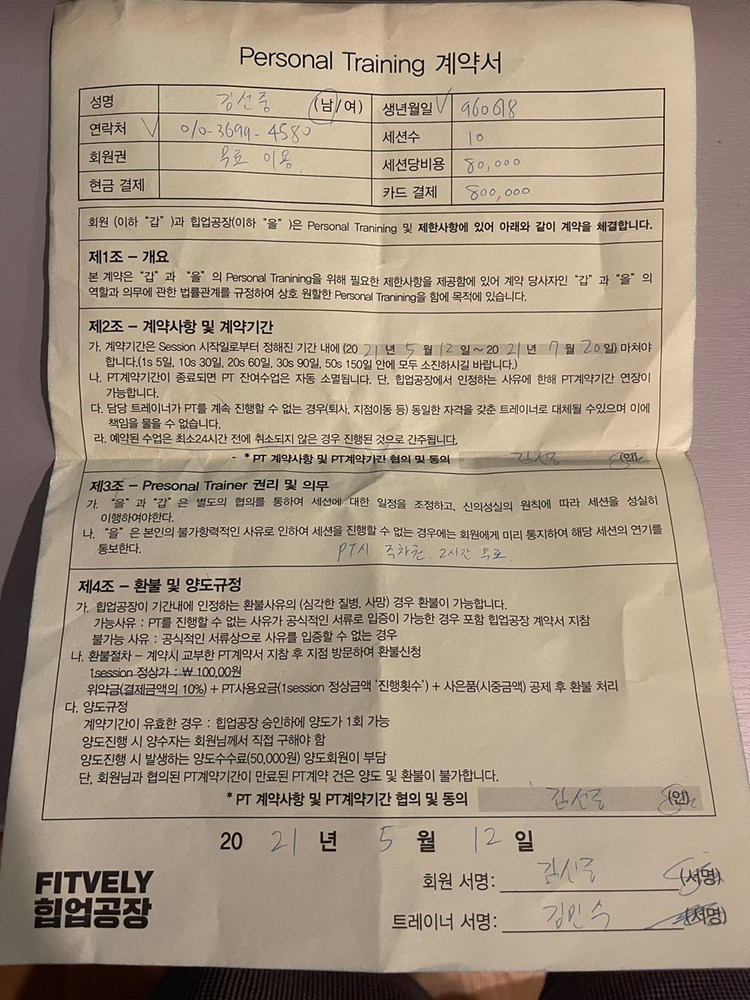 Personal Training 계약서
성명 김선중 (남/여) 생년월일 960618
연락처 010-3699-4580 세션수 10
회원권 무료 이용 세션당비용 80,000
현금 결제 카드 결제 800,000
회원 (이하 “갑”)과 힙업공장(이하 “을”)은 Personal Tranining 및 제한사항에 있어 아래와 같이 계약을 체결합니다.
제1조 – 개요
본 계약은 “갑” 과 “을” 의 Personal Tranining을 위해 필요한 제한사항을 제공함에 있어 계약 당사자인 “갑” 과 “을” 의
역할과 의무에 관한 법률관계를 규정하여 상호 원할한 Personal Tranining을 함에 목적에 있습니다.
제2조 – 계약사항 및 계약기간
가. 계약기간은 Session 시작일로부터 정해진 기간 내에 (20 21 년 5 월 12 일 ~ 20 21 년 7 월 20 일) 마쳐야
합니다.(1s 5일, 10s 30일, 20s 60일, 30s 90일, 50s 150일 안에 모두 소진하시길 바랍니다.)
나. PT계약기간이 종료되면 PT 잔여수업은 자동 소멸됩니다. 단, 힙업공장에서 인정하는 사유에 한해 PT계약기간 연장이
가능합니다.
다. 담당 트레이너가 PT를 계속 진행할 수 없는 경우(퇴사, 지점이동 등) 동일한 자격을 갖춘 트레이너로 대체될 수있으며 이에
책임을 물을 수 없습니다.
라. 예약된 수업은 최소24시간 전에 취소되지 않은 경우 진행된 것으로 간주됩니다.
- * PT 계약사항 및 PT계약기간 협의 및 동의 김선중 (인)
제3조 – Presonal Trainer 권리 및 의무
가. “을” 과 “갑” 은 별도의 협의를 통하여 세션에 대한 일정을 조정하고, 신의성실의 원칙에 따라 세션을 성실히
이행하여야한다.
나. “을” 은 본인의 불가항력적인 사유로 인하여 세션을 진행할 수 없는 경우에는 회원에게 미리 통지하여 해당 세션의 연기를
통보한다. PT시 주차권 2시간 무료
제4조 – 환불 및 양도규정
가. 힙업공장이 기간내에 인정하는 환불사유의 (심각한 질병, 사망) 경우 환불이 가능합니다.
가능사유 : PT를 진행할 수 없는 사유가 공식적인 서류로 입증이 가능한 경우 포함 힙업공장 계약서 지참
불가능 사유 : 공식적인 서류상으로 사유를 입증할 수 없는 경우
나. 환불절차 – 계약시 교부한 PT계약서 지참 후 지점 방문하여 환불신청
1session 정상가 : ₩ 100,00원
위약금(결제금액의 10%) + PT사용요금(1session 정상금액 ‘진행횟수’) + 사은품(시중금액) 공제 후 환불 처리
다. 양도규정
계약기간이 유효한 경우 : 힙업공장 승인하에 양도가 1회 가능
양도진행 시 양수자는 회원님께서 직접 구해야 함
양도진행 시 발생하는 양도수수료(50,000원) 양도회원이 부담
단, 회원님과 협의된 PT계약기간이 만료된 PT계약 건은 양도 및 환불이 불가합니다.
* PT 계약사항 및 PT계약기간 협의 및 동의 김선중 (인)
20 21 년 5 월 12 일
회원 서명: 김선중 (서명)
트레이너 서명: 김민수 (서명)
FITVELY
힙업공장